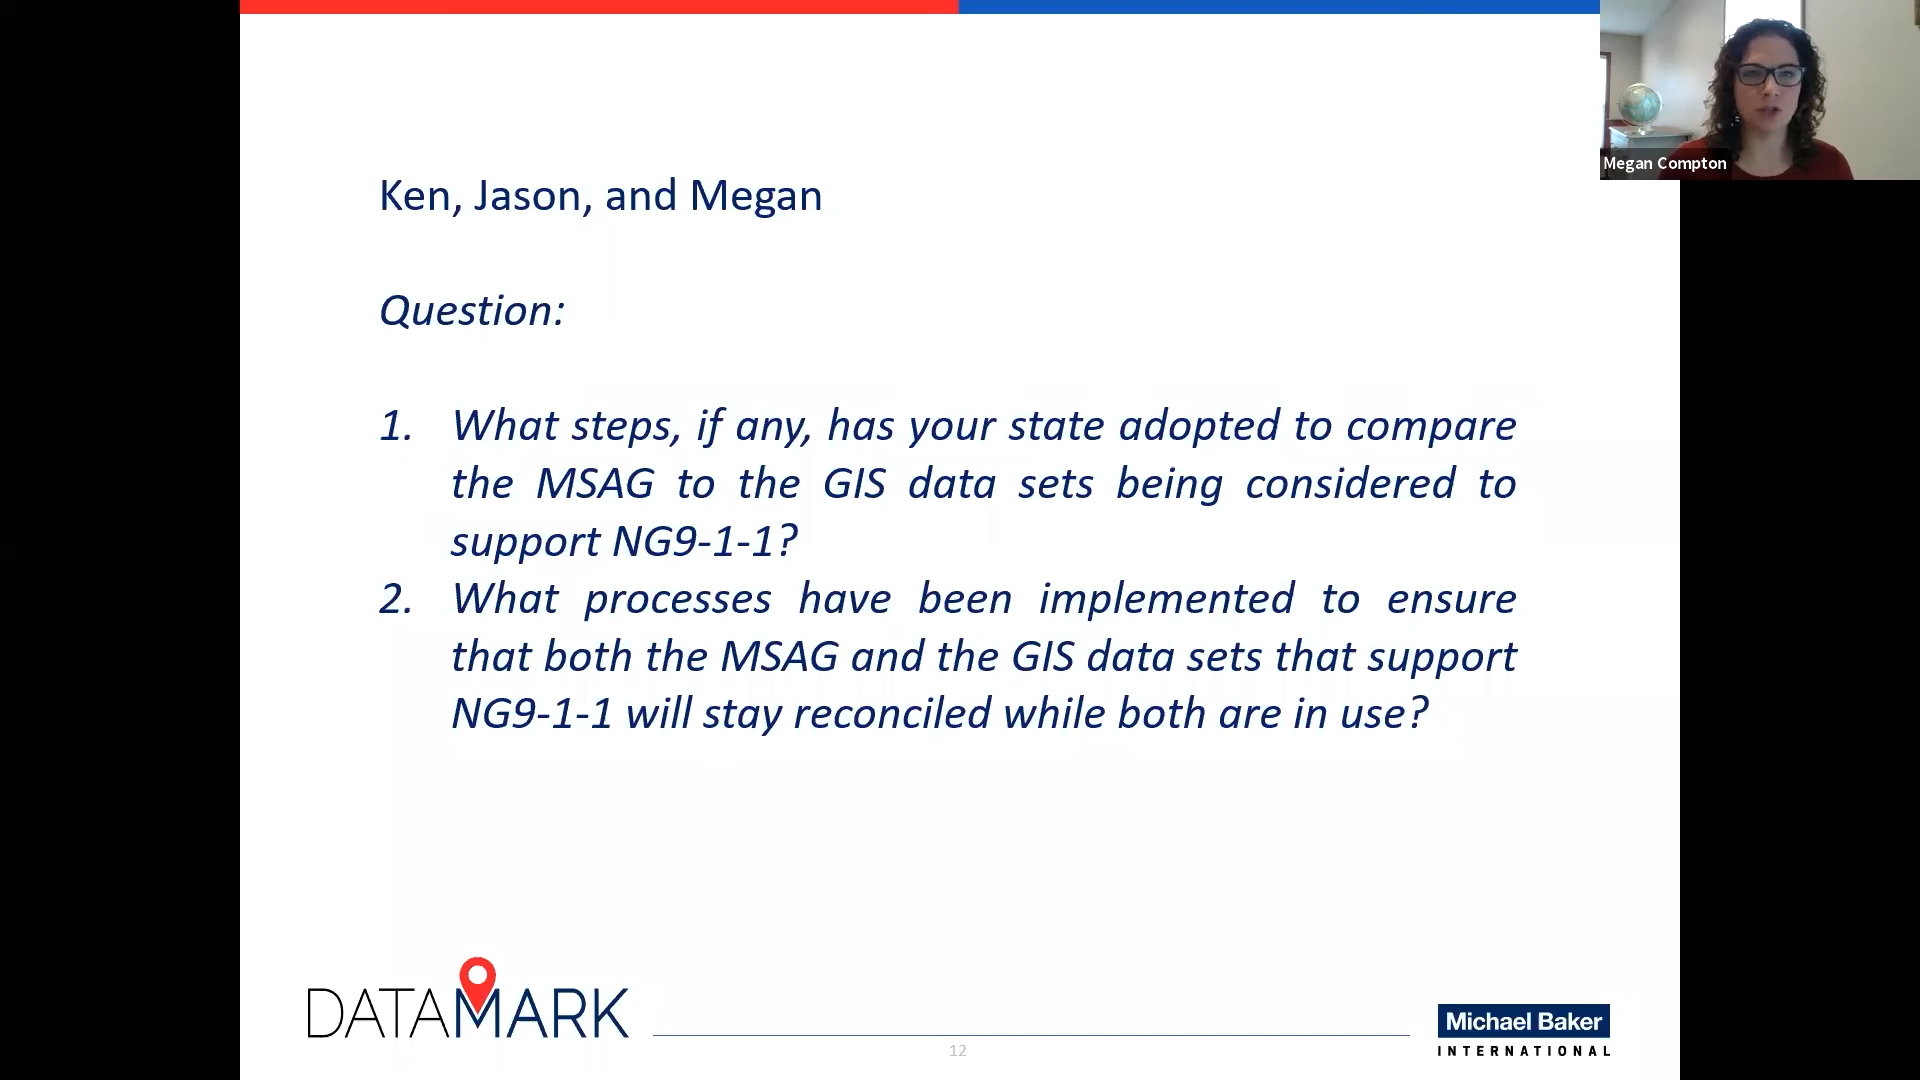 Megan Compton
Ken, Jason, and Megan
Question:
1. What steps, if any, has your state adopted to compare
the MSAG to the GIS data sets being considered to
support NG9-1-1?
2. What processes have been implemented to ensure
that both the MSAG and the GIS data sets that support
NG9-1-1 will stay reconciled while both are in use?
DATAMARK
12
Michael Baker
INTERNATIONAL